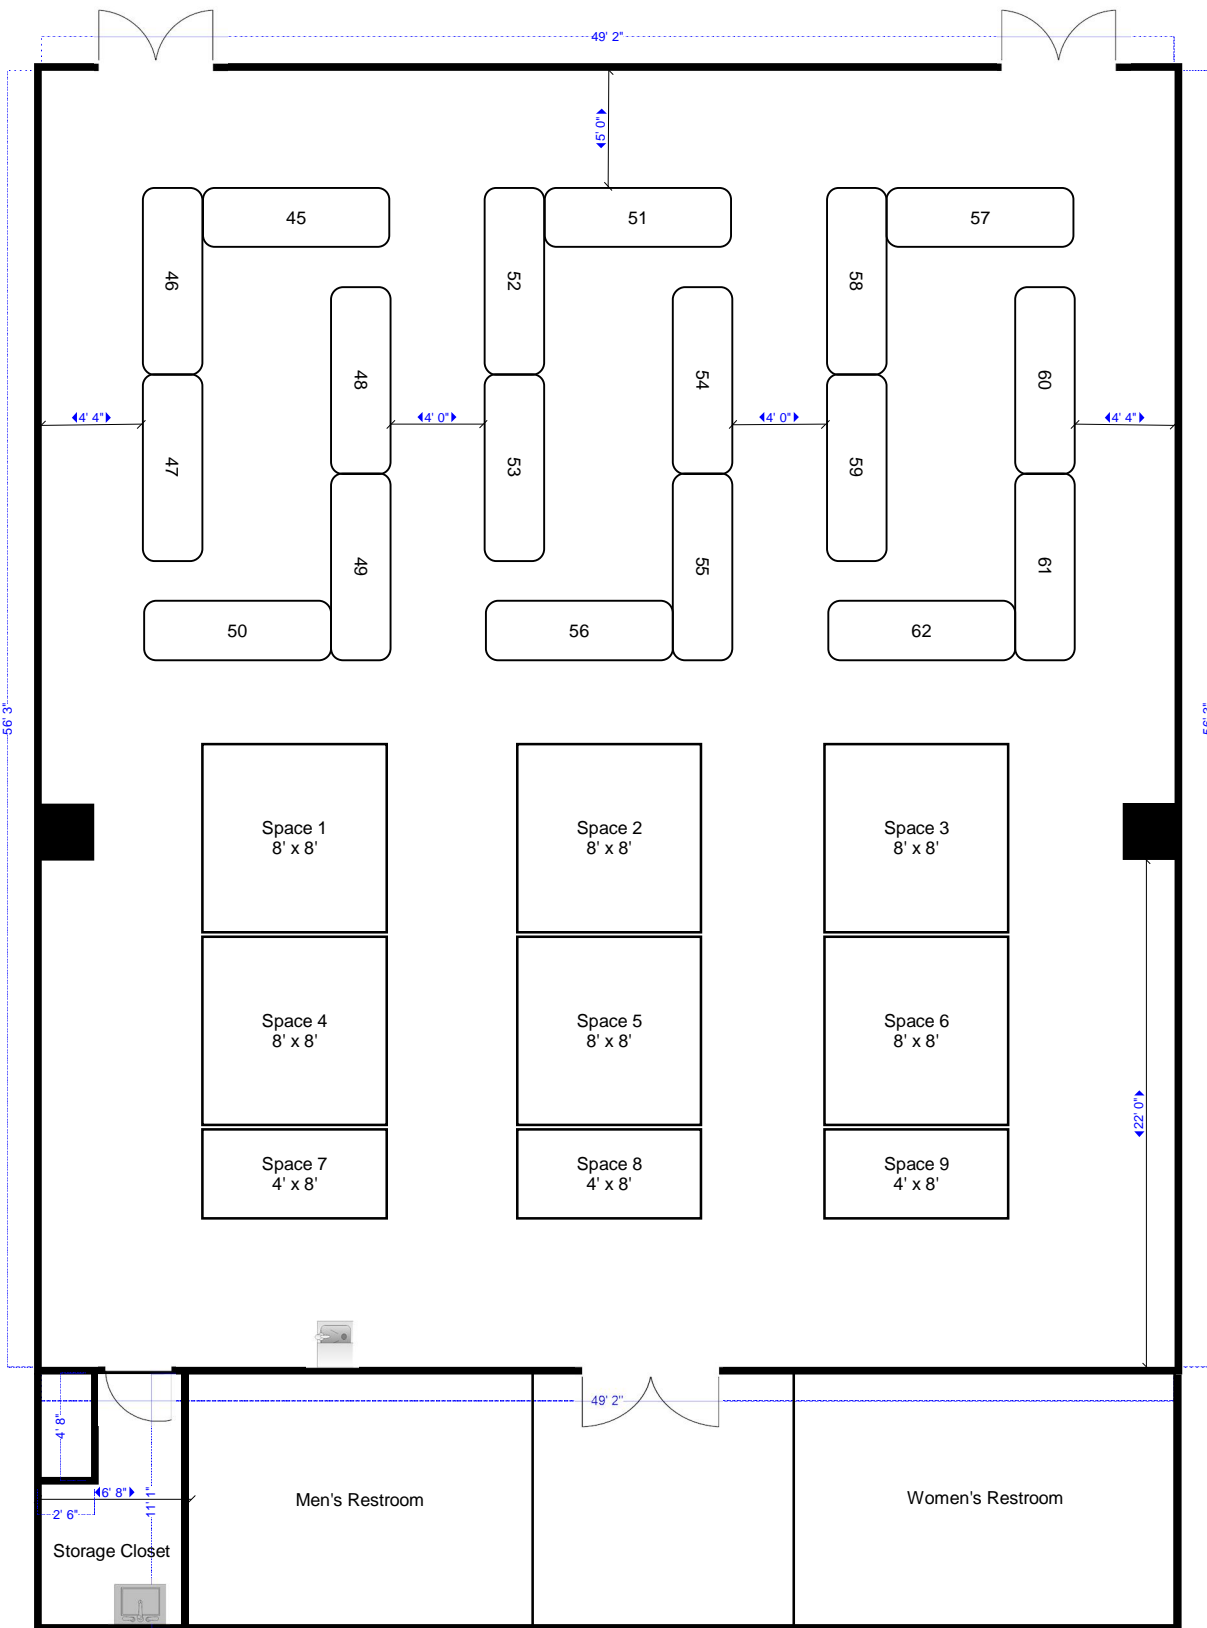 49' 2"
5' 0"
45
51
57
46
52
58
48
54
60
4' 4"
4' 0"
4' 0"
4' 4"
47
53
59
49
55
61
50
56
62
56' 3"
56' 3"
Space 1
8' x 8'
Space 2
8' x 8'
Space 3
8' x 8'
Space 4
8' x 8'
Space 5
8' x 8'
Space 6
8' x 8'
22' 0"
Space 7
4' x 8'
Space 8
4' x 8'
Space 9
4' x 8'
49' 2"
4' 8"
6' 8"
11' 1"
2' 6"
Men's Restroom
Women's Restroom
Storage Closet